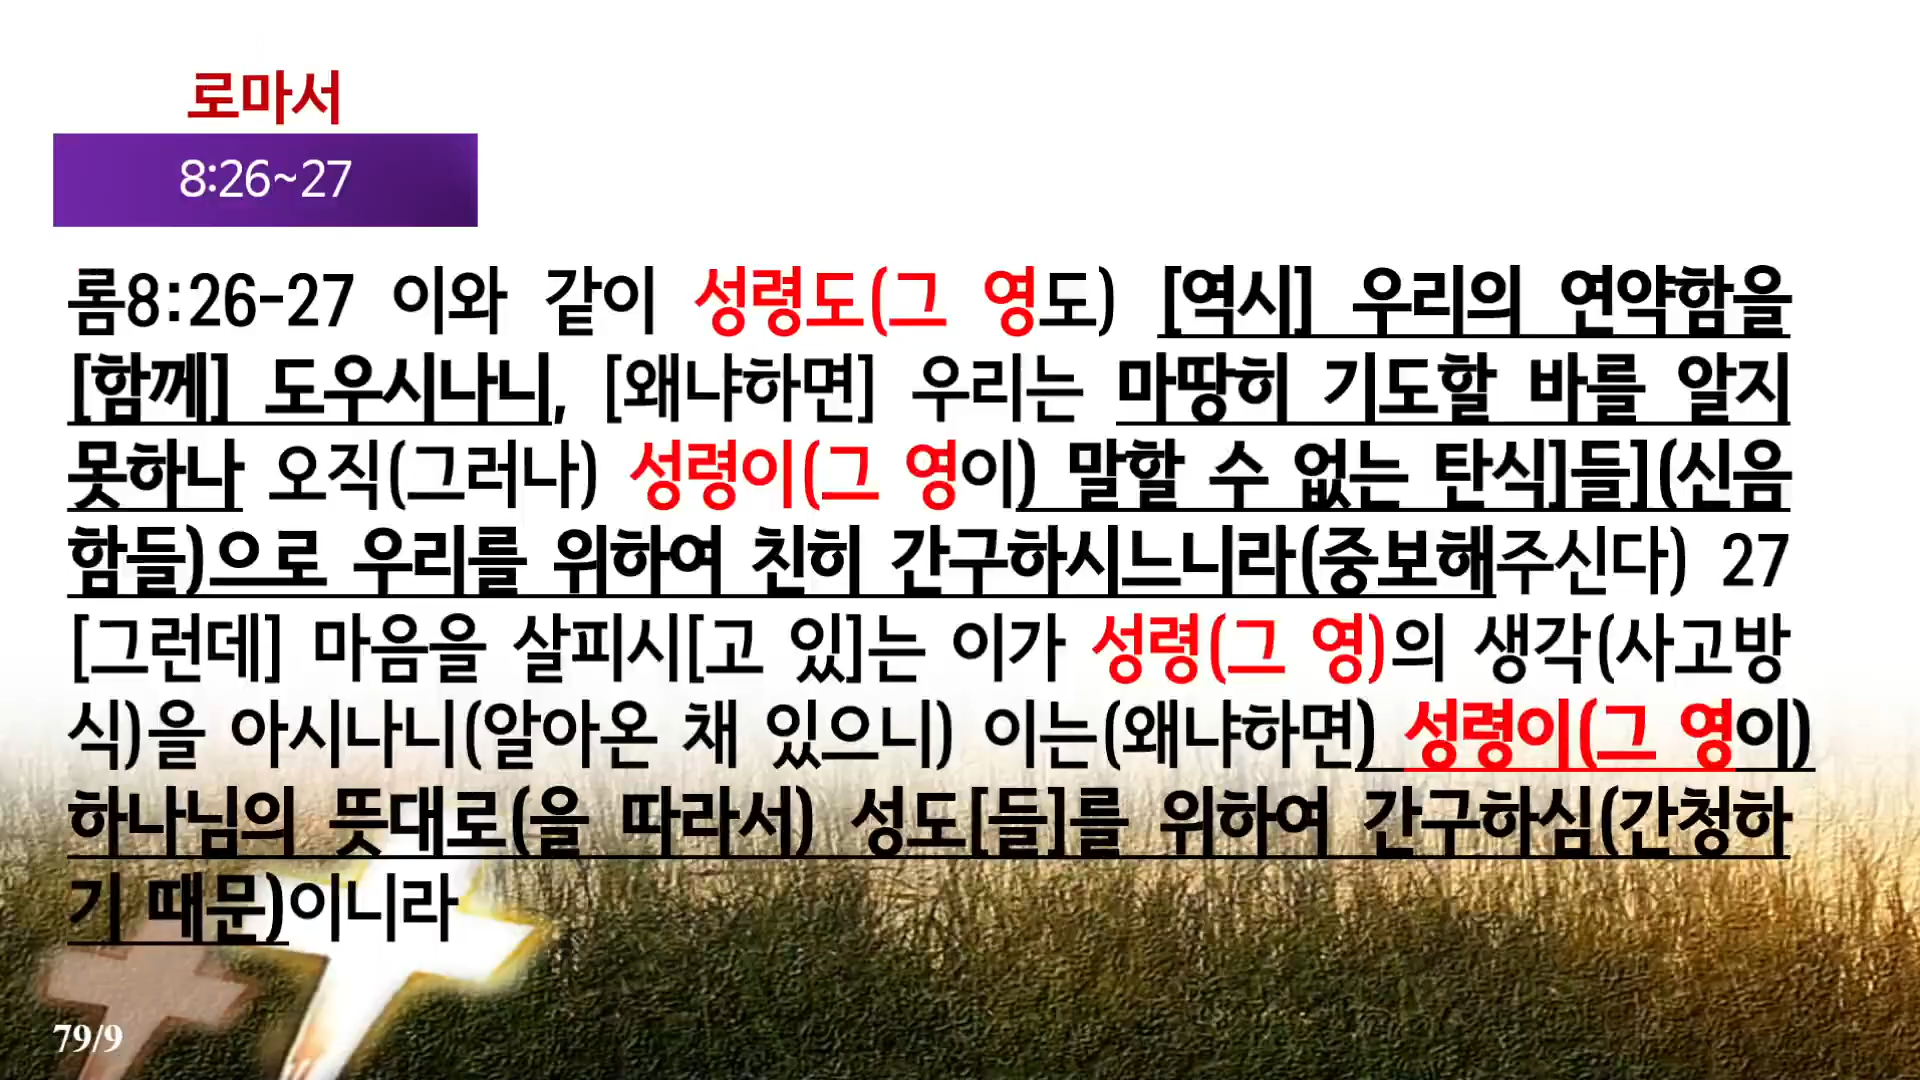 로마서
8:26~27
롬8:26-27 이와 같이 성령도(그 영도) [역시] 우리의 연약함을
[함께] 도우시나니, [왜냐하면] 우리는 마땅히 기도할 바를 알지
못하나 오직(그러나) 성령이(그 영이) 말할 수 없는 탄식]들](신음
함들)으로 우리를 위하여 친히 간구하시느니라(중보해주신다) 27
[그런데] 마음을 살피시[고 있]는 이가 성령(그 영)의 생각(사고방
식)을 아시나니(알아온 채 있으니) 이는(왜냐하면) 성령이(그 영이)
하나님의 뜻대로(을 따라서) 성도[들]를 위하여 간구하심(간청하
기 때문)이니라
79/9